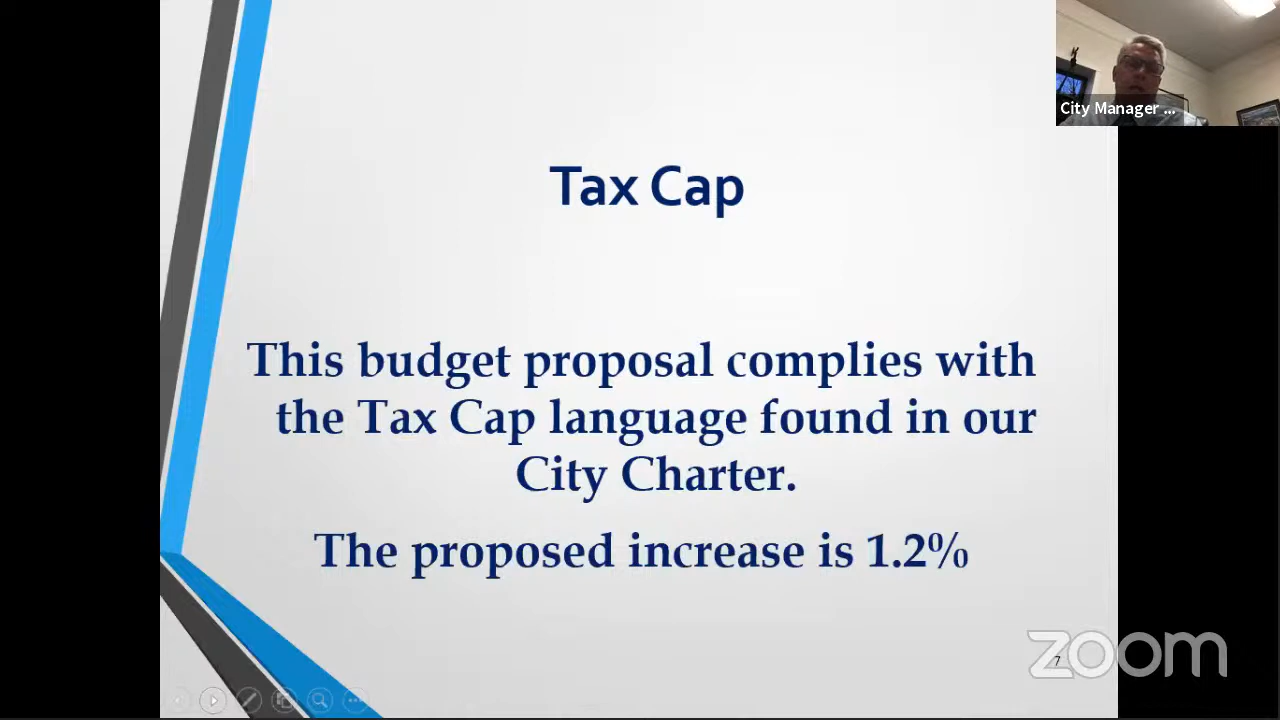 City Manager ...
Tax Cap
This budget proposal complies with
the Tax Cap language found in our
City Charter.
The proposed increase is 1.2%
7
zoom